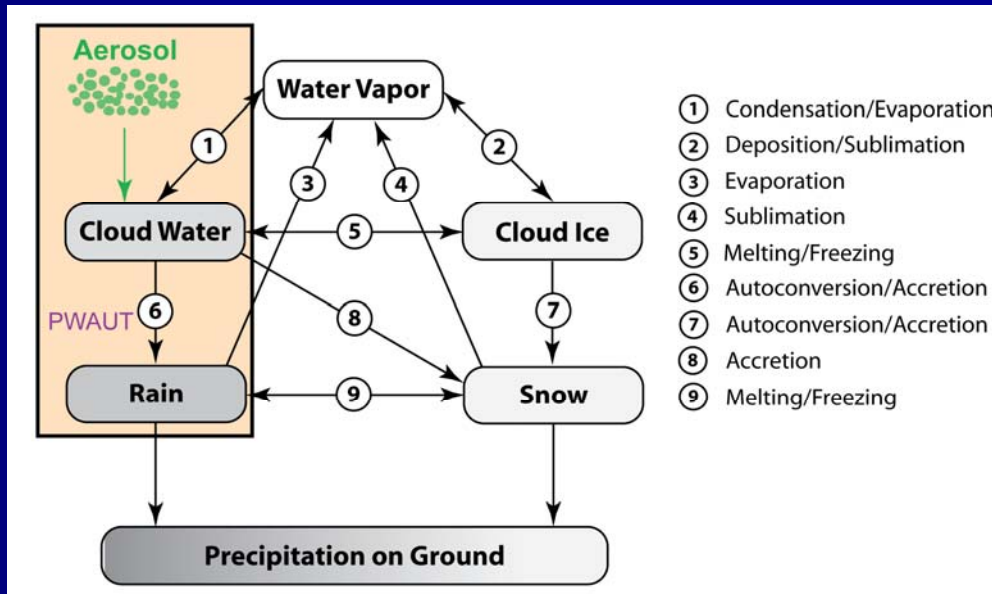 Aerosol
Water Vapor
1
2
3
4
Cloud Water
5
Cloud Ice
PWAUT
6
8
7
Rain
9
Snow
Precipitation on Ground
1 Condensation/Evaporation
2 Deposition/Sublimation
3 Evaporation
4 Sublimation
5 Melting/Freezing
6 Autoconversion/Accretion
7 Autoconversion/Accretion
8 Accretion
9 Melting/Freezing